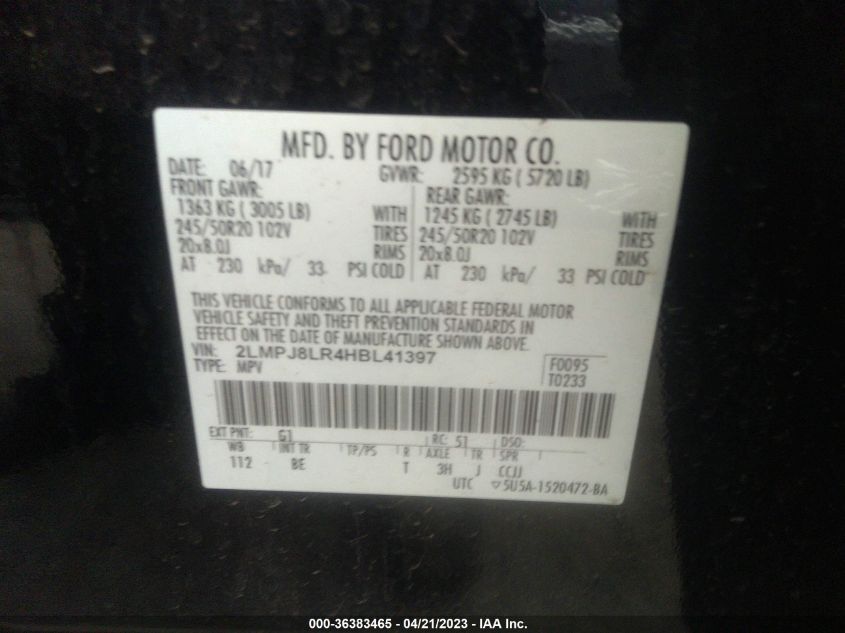 MFD. BY FORD MOTOR CO.
DATE: 06/17 GVWR: 2595 KG ( 5720 LB)
FRONT GAWR: REAR GAWR:
1363 KG ( 3005 LB) WITH 1245 KG ( 2745 LB) WITH
245/50R20 102V TIRES 245/50R20 102V TIRES
20x8.0J RIMS 20x8.0J RIMS
AT 230 kPa/ 33 PSI COLD AT 230 kPa/ 33 PSI COLD
THIS VEHICLE CONFORMS TO ALL APPLICABLE FEDERAL MOTOR
VEHICLE SAFETY AND THEFT PREVENTION STANDARDS IN
EFFECT ON THE DATE OF MANUFACTURE SHOWN ABOVE.
VIN: 2LMPJ8LR4HBL41397 F0095
TYPE: MPV T0233
EXT PNT: G1 RC: 51 DSO:
WB INT TR TP/PS R AXLE TR SPR
112 BE T 3H J CCJJ
UTC ▽5U5A-1520472-BA
000-36383465 - 04/21/2023 - IAA Inc.